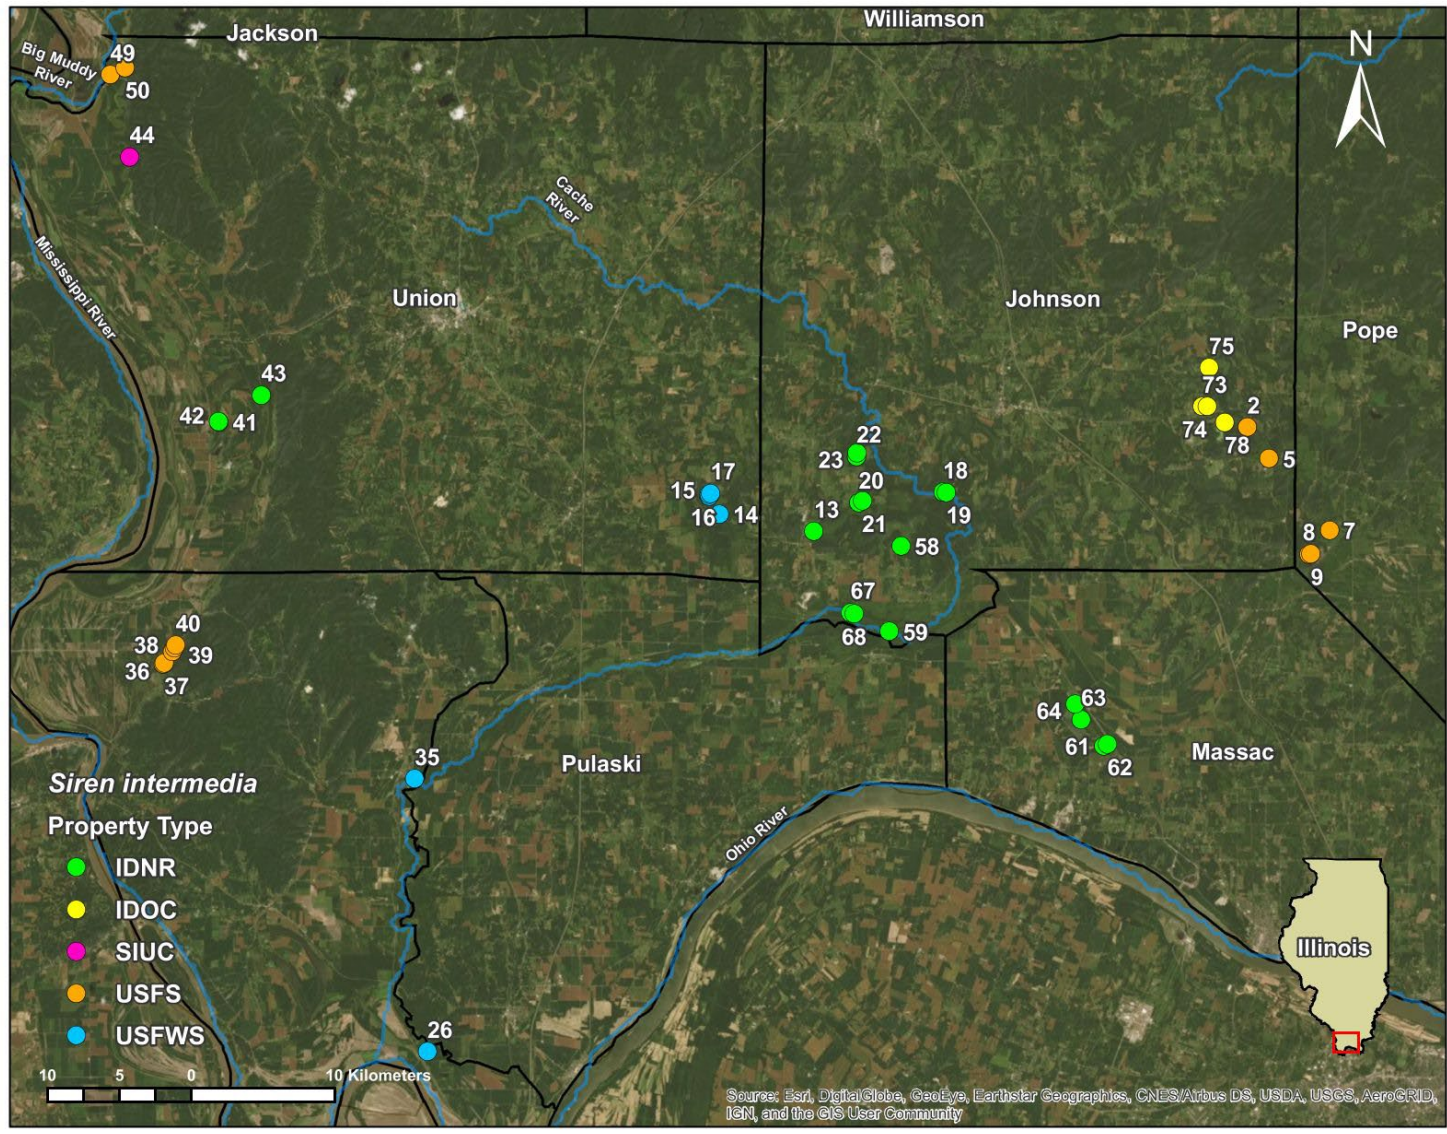 Williamson
Jackson
N
Big Muddy
River
49
50
44
Cache
River
Mississippi River
Union
Johnson
Pope
75
73
74
78
2
5
43
42
41
22
23
17
15
16
14
20
21
18
19
13
58
8
7
9
67
68
59
40
38
39
36
37
63
64
61
62
35
Pulaski
Massac
Siren intermedia
Property Type
IDNR
IDOC
SIUC
USFS
USFWS
Ohio River
Illinois
26
10 5 0 10 Kilometers
Source: Esri, DigitalGlobe, GeoEye, Earthstar Geographics, CNES/Airbus DS, USDA, USGS, AeroGRID,
IGN, and the GIS User Community